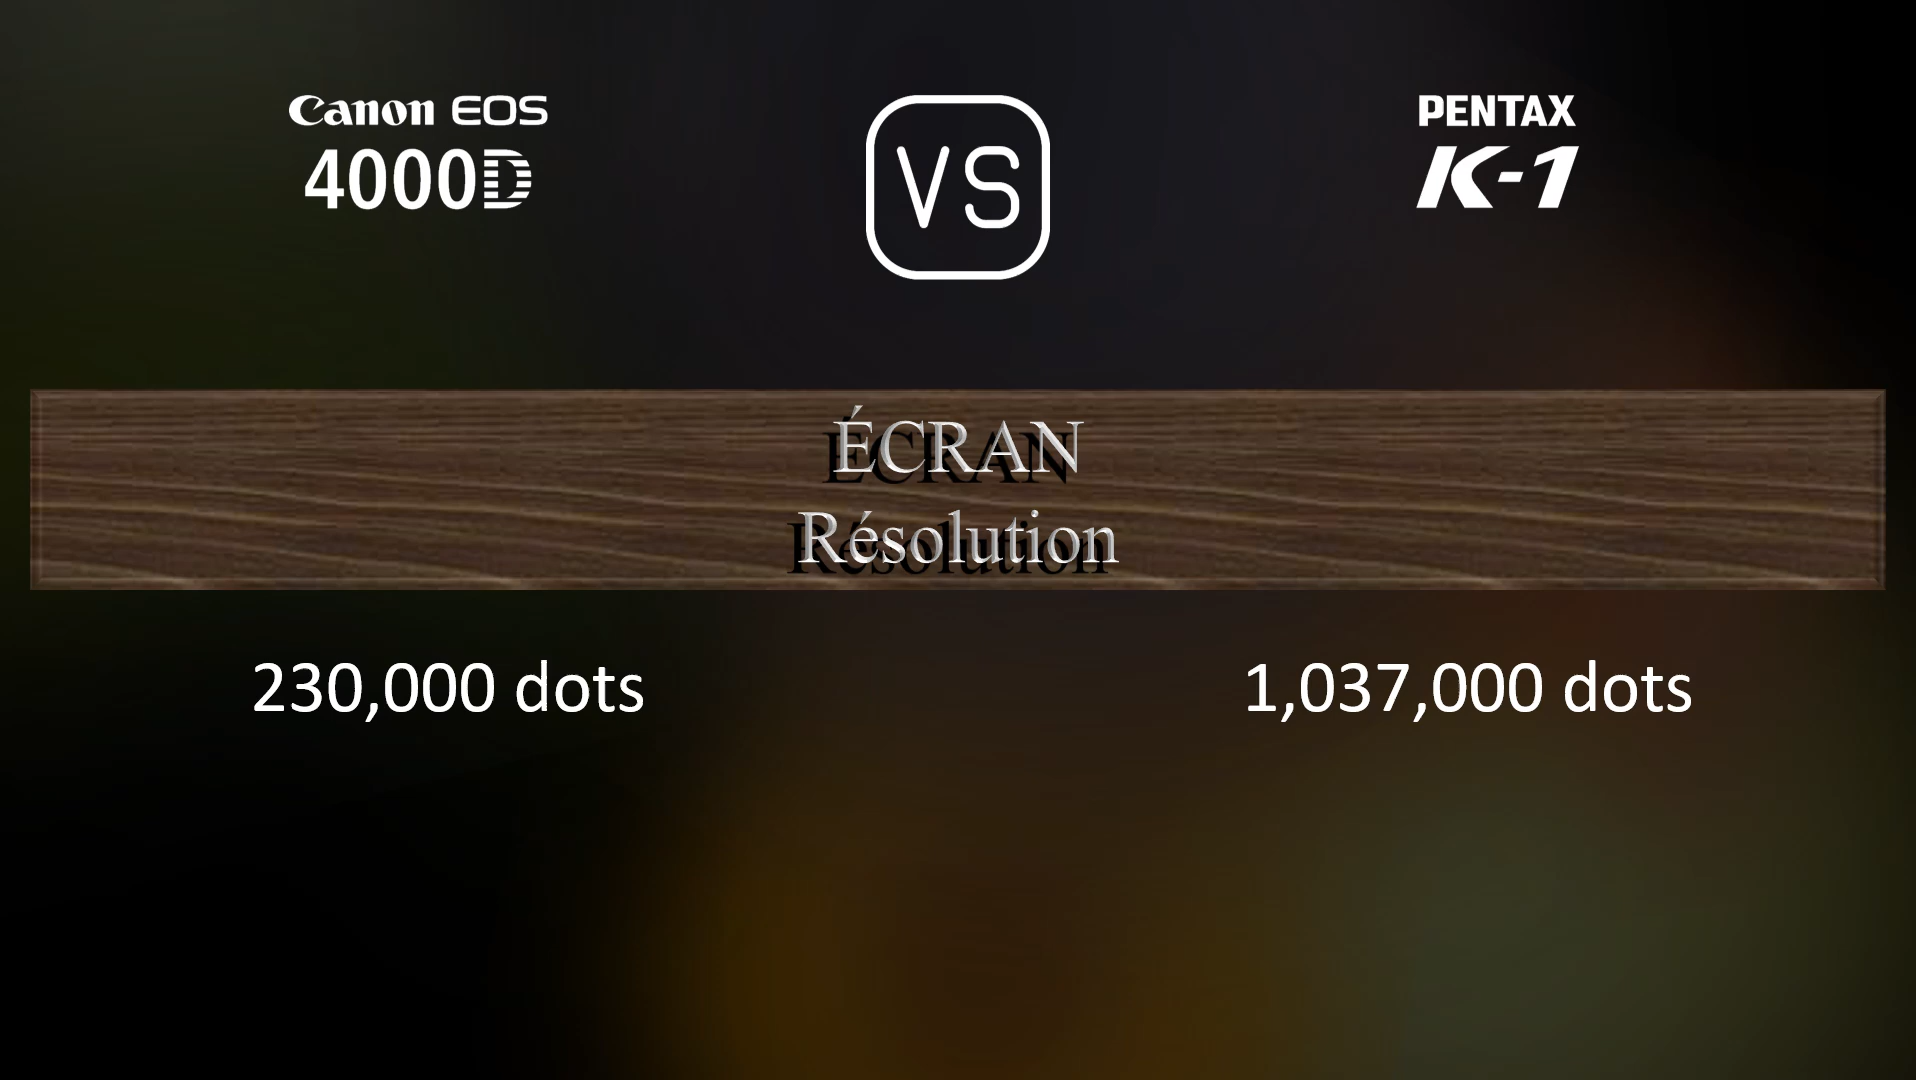 Canon EOS
4000D
VS
PENTAX
K-1
ÉCRAN
Résolution
230,000 dots
1,037,000 dots